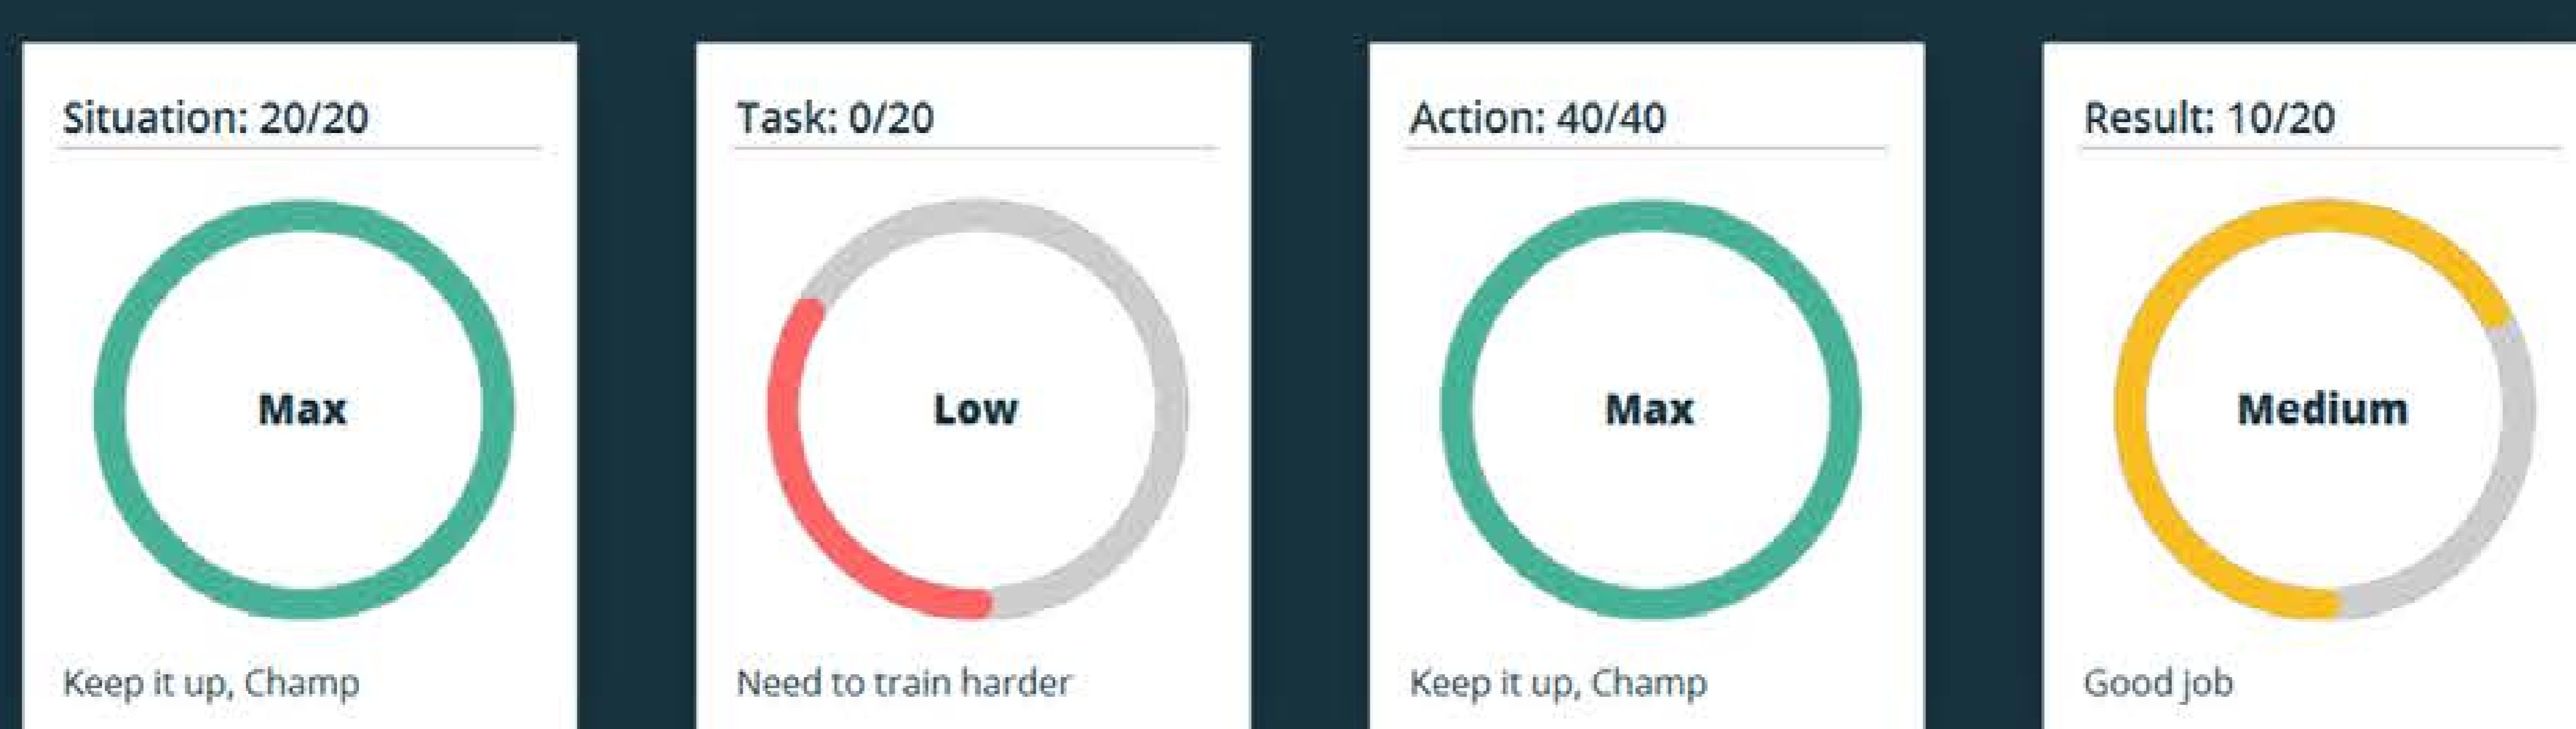 Situation: 20/20
Max
Keep it up, Champ
Task: 0/20
Low
Need to train harder
Action: 40/40
Max
Keep it up, Champ
Result: 10/20
Medium
Good job